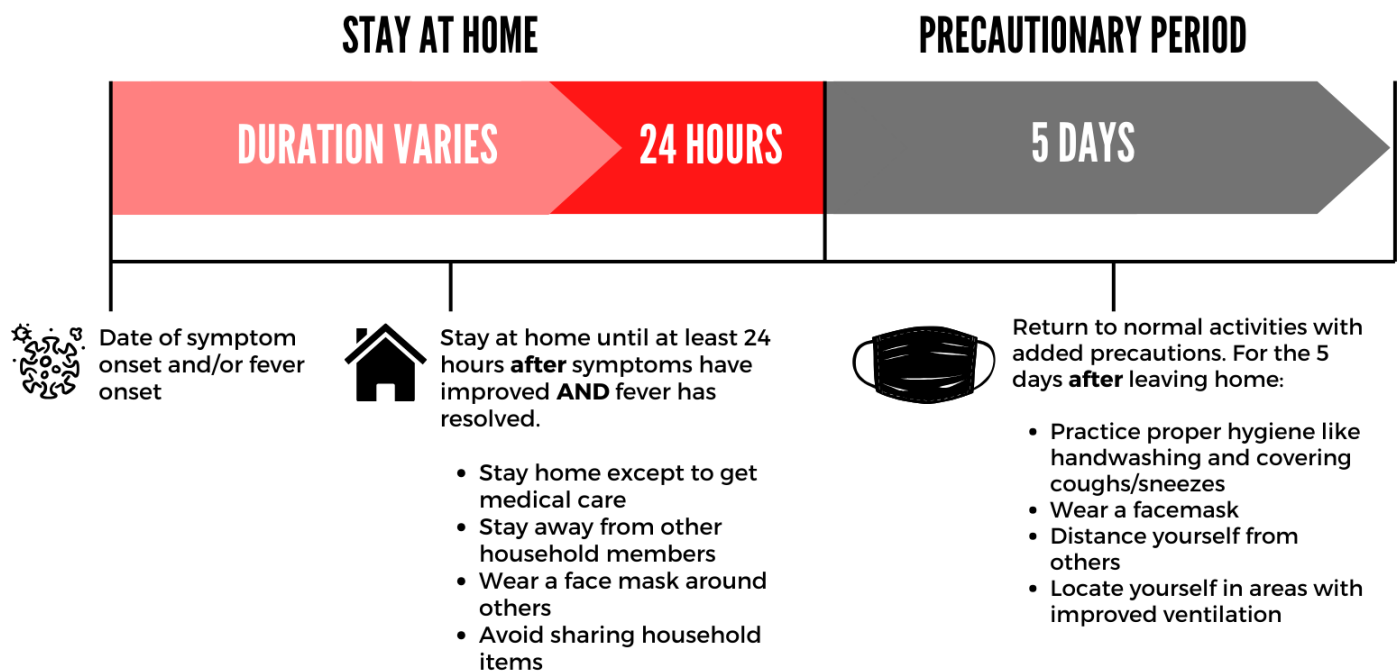 STAY AT HOME
PRECAUTIONARY PERIOD
DURATION VARIES
24 HOURS
5 DAYS
Date of symptom
onset and/or fever
onset
Stay at home until at least 24
hours after symptoms have
improved AND fever has
resolved.
• Stay home except to get
medical care
• Stay away from other
household members
• Wear a face mask around
others
• Avoid sharing household
items
Return to normal activities with
added precautions. For the 5
days after leaving home:
• Practice proper hygiene like
handwashing and covering
coughs/sneezes
• Wear a facemask
• Distance yourself from
others
• Locate yourself in areas with
improved ventilation